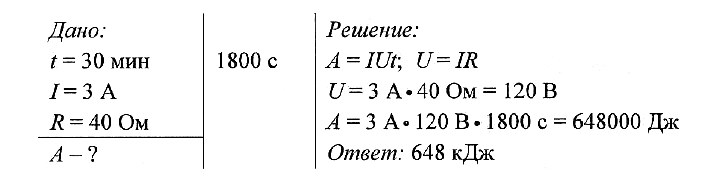 Дано:
t = 30 мин
I = 3 А
R = 40 Ом
A – ?
1800 с
Решение:
A = IUt; U = IR
U = 3 А • 40 Ом = 120 В
A = 3 А • 120 В • 1800 с = 648000 Дж
Ответ: 648 кДж